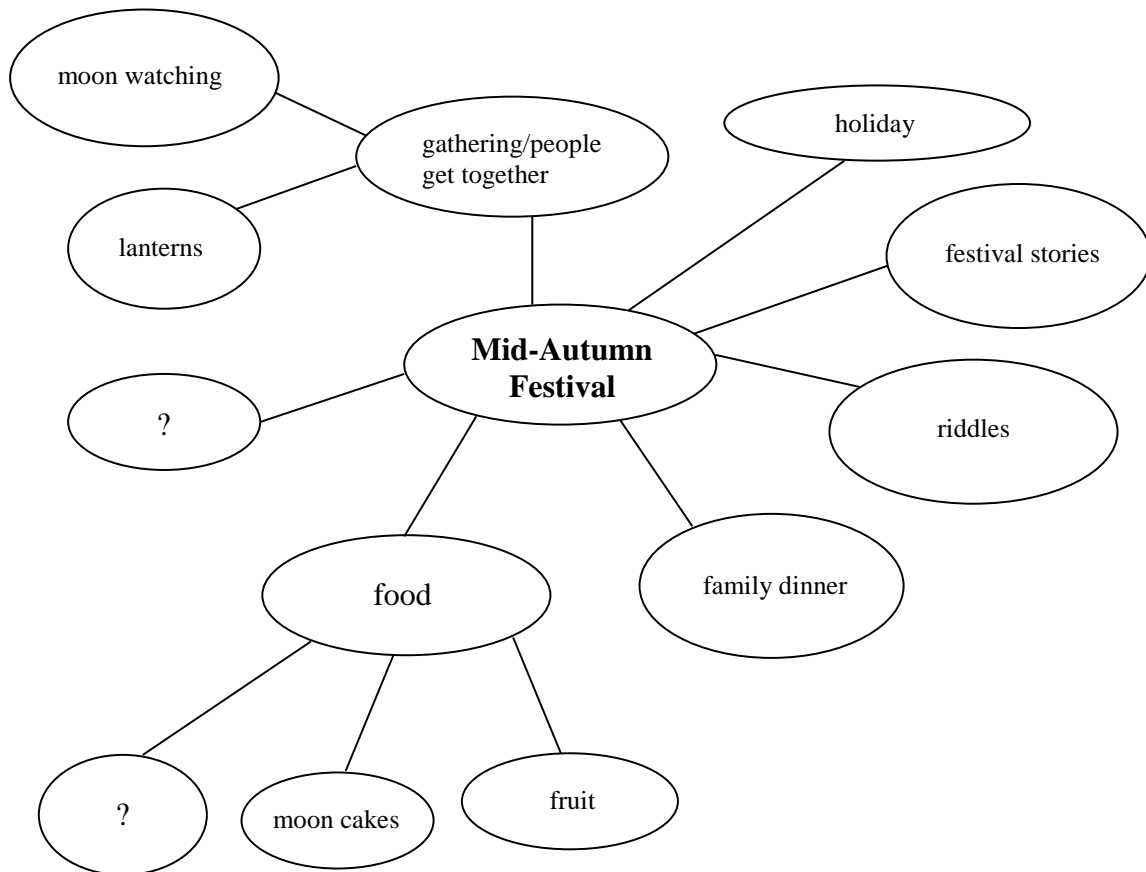 moon watching
holiday
gathering/people
get together
lanterns
festival stories
Mid-Autumn
Festival
?
riddles
food
family dinner
?
moon cakes
fruit